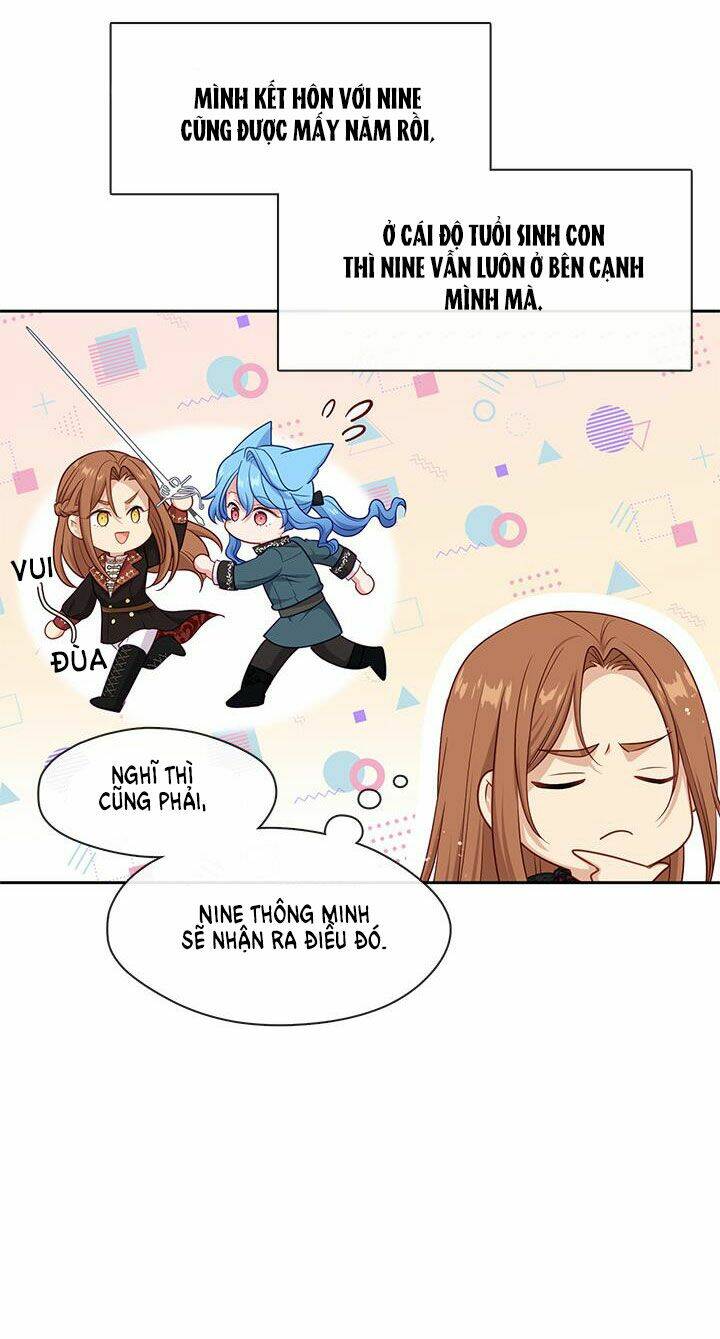 MÌNH KẾT HÔN VỚI NINE
CŨNG ĐƯỢC MẤY NĂM RỒI,
Ở CÁI ĐỘ TUỔI SINH CON
THÌ NINE VẪN LUÔN Ở BÊN CẠNH
MÌNH MÀ.
VUI
ĐÙA
NGHĨ THÌ
CŨNG PHẢI,
NINE THÔNG MINH
SẼ NHẬN RA ĐIỀU ĐÓ.